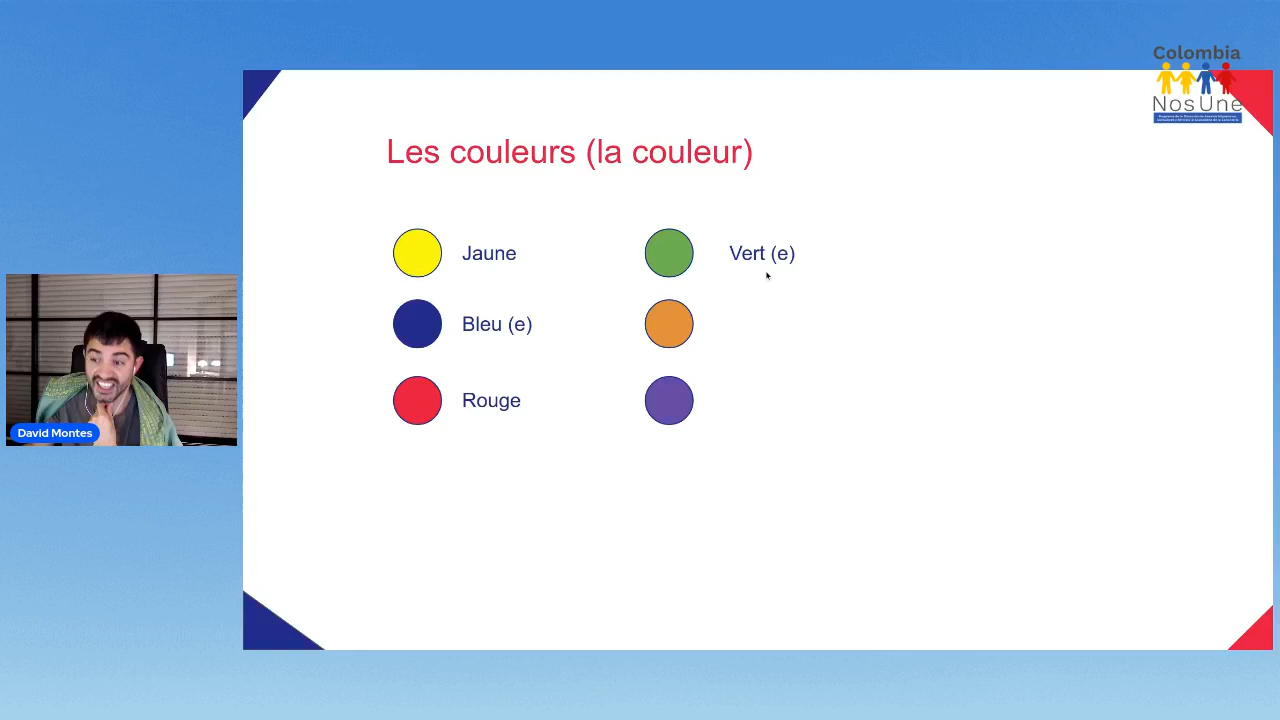 Colombia
NosUne
Les couleurs (la couleur)
Jaune
Vert (e)
Bleu (e)
Rouge
David Montes